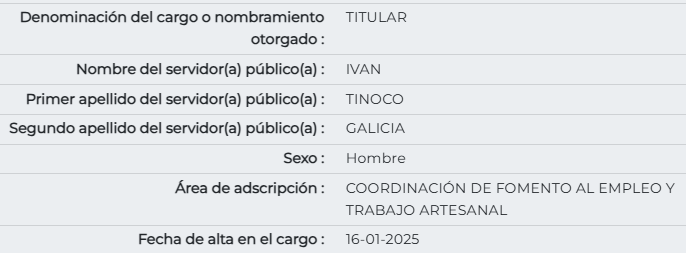 Denominación del cargo o nombramiento otorgado : TITULAR
Nombre del servidor(a) público(a) : IVAN
Primer apellido del servidor(a) público(a) : TINOCO
Segundo apellido del servidor(a) público(a) : GALICIA
Sexo : Hombre
Área de adscripción : COORDINACIÓN DE FOMENTO AL EMPLEO Y
TRABAJO ARTESANAL
Fecha de alta en el cargo : 16-01-2025